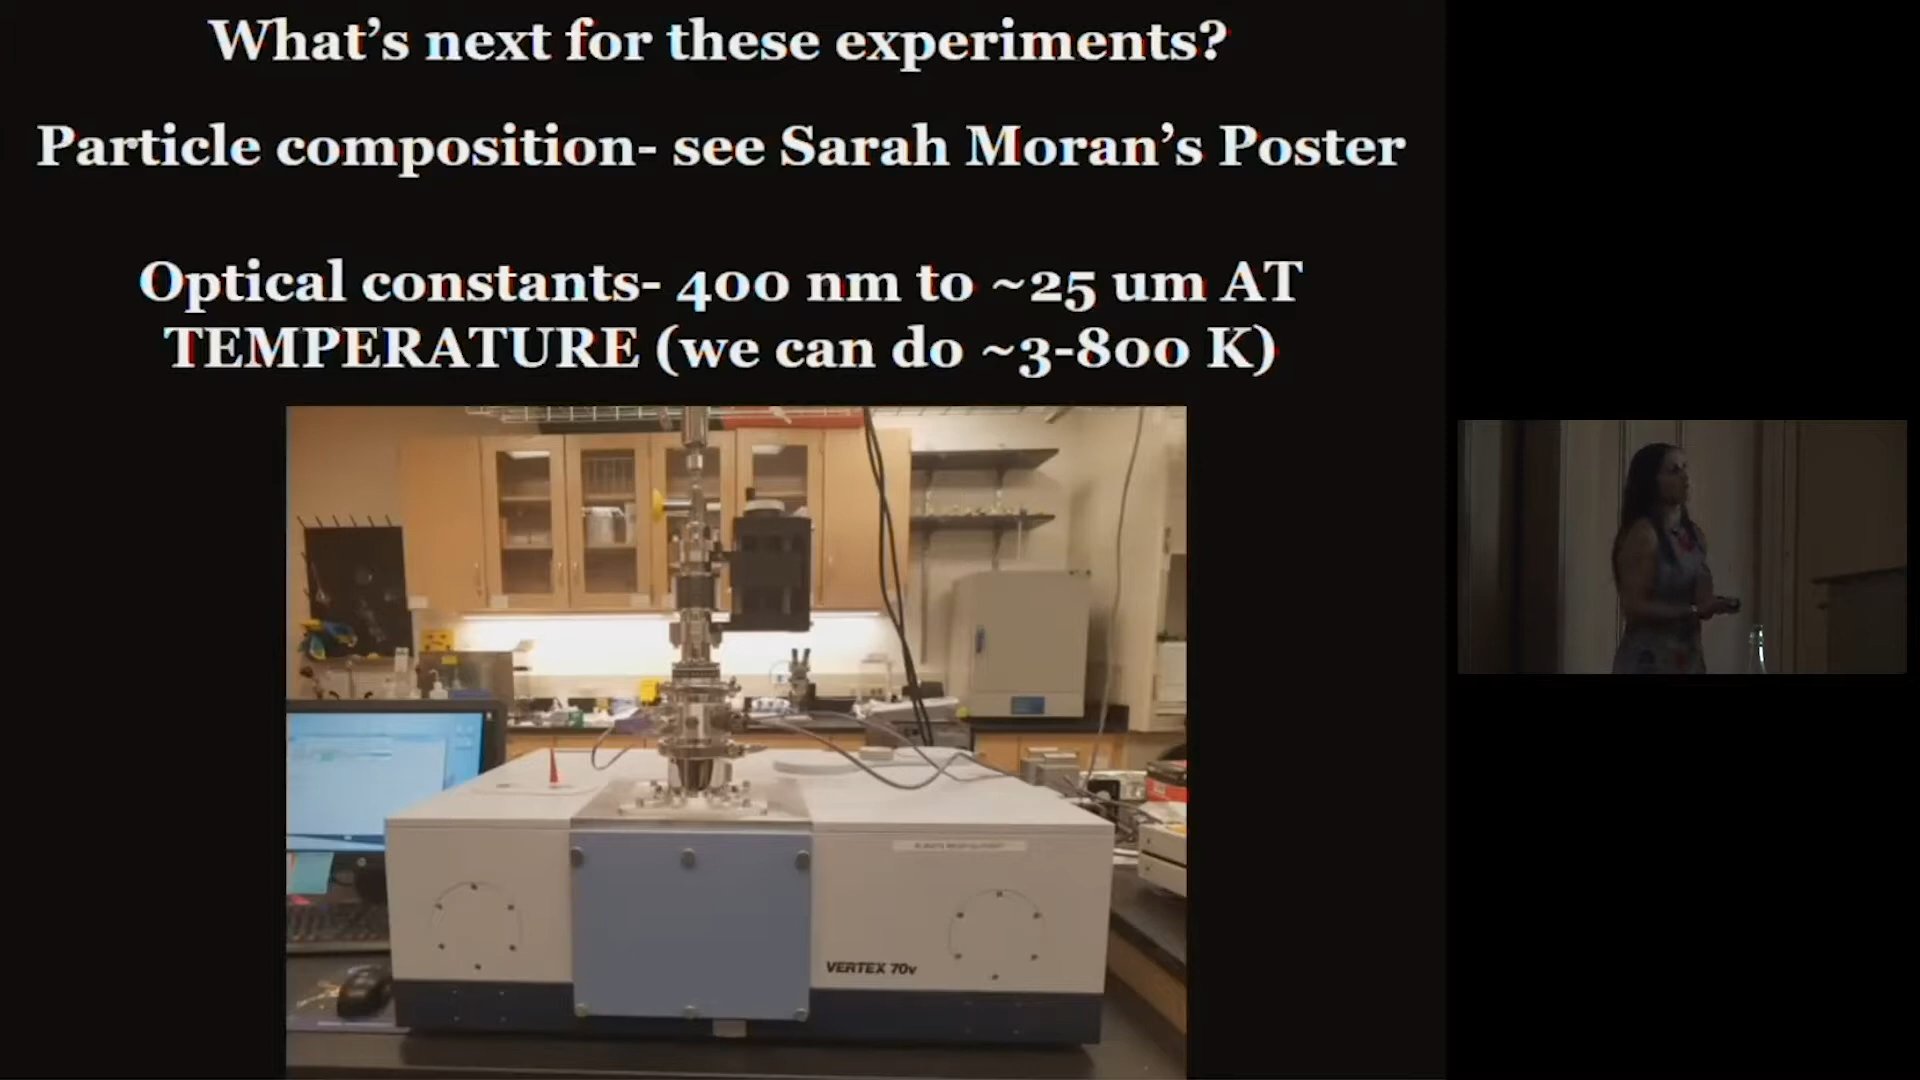 What's next for these experiments?
Particle composition- see Sarah Moran's Poster
Optical constants- 400 nm to ~25 um AT
TEMPERATURE (we can do ~3-800 K)
VERTEX 70v